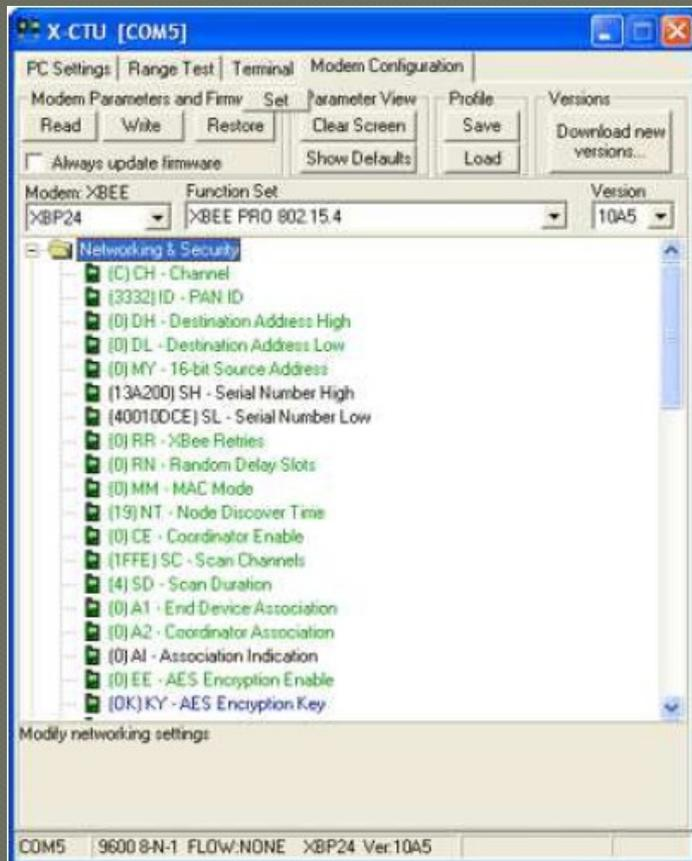 X-CTU [COM5]
PC Settings Range Test Terminal Modem Configuration
Modem Parameters and Firmw Set Parameter View Profile Versions
Read Write Restore Clear Screen Save Download new versions...
Always update firmware Show Defaults Load
Modem: XBEE Function Set Version
XBP24 XBEE PRO 802.15.4 10A5
Networking & Security
(C) CH - Channel
(3332) ID - PAN ID
(0) DH - Destination Address High
(0) DL - Destination Address Low
(0) MY - 16-bit Source Address
(13A200) SH - Serial Number High
(40010DCE) SL - Serial Number Low
(0) RR - XBee Retries
(0) RN - Random Delay Slots
(0) MM - MAC Mode
(19) NT - Node Discover Time
(0) CE - Coordinator Enable
(1FFE) SC - Scan Channels
(4) SD - Scan Duration
(0) A1 - End Device Association
(0) A2 - Coordinator Association
(0) AI - Association Indication
(0) EE - AES Encryption Enable
(OK) KY - AES Encryption Key
Modify networking settings
COM5 9600 8-N-1 FLOW:NONE XBP24 Ver:10A5